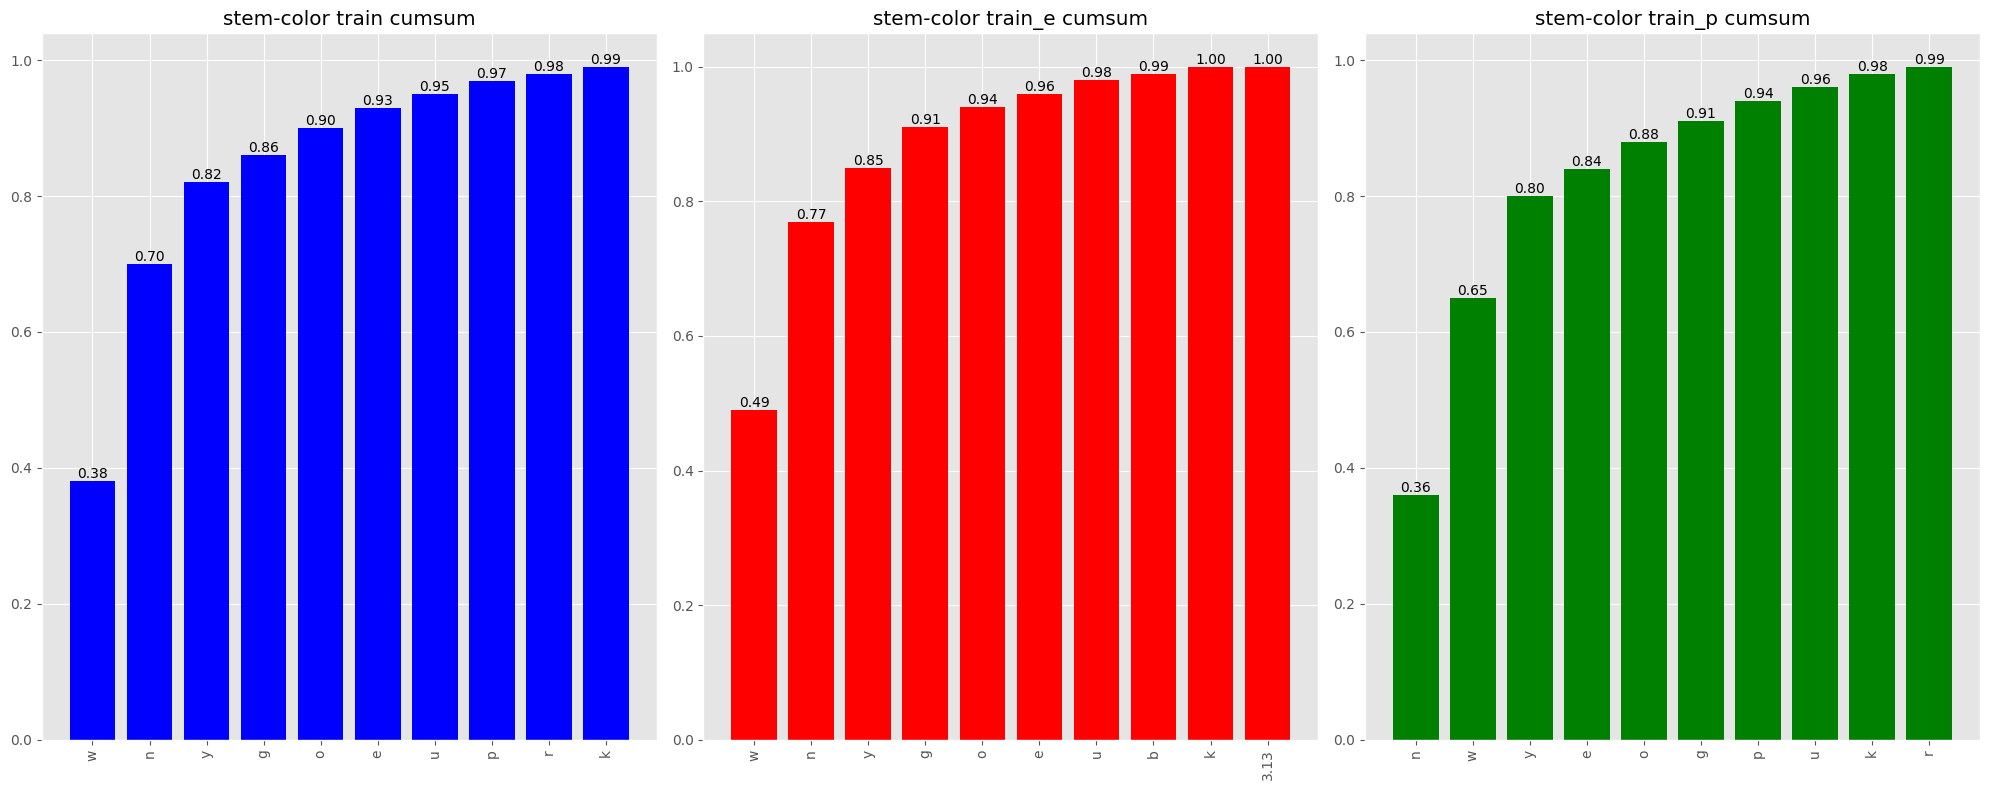 stem-color train cumsum
1.0
0.8
0.6
0.4
0.2
0.0
0.38
0.70
0.82
0.86
0.90
0.93
0.95
0.97
0.98
0.99
w
n
y
g
o
e
u
p
r
k
stem-color train_e cumsum
1.0
0.8
0.6
0.4
0.2
0.0
0.49
0.77
0.85
0.91
0.94
0.96
0.98
0.99
1.00
1.00
w
n
y
g
o
e
u
b
k
3.13
stem-color train_p cumsum
1.0
0.8
0.6
0.4
0.2
0.0
0.36
0.65
0.80
0.84
0.88
0.91
0.94
0.96
0.98
0.99
n
w
y
e
o
g
p
u
k
r